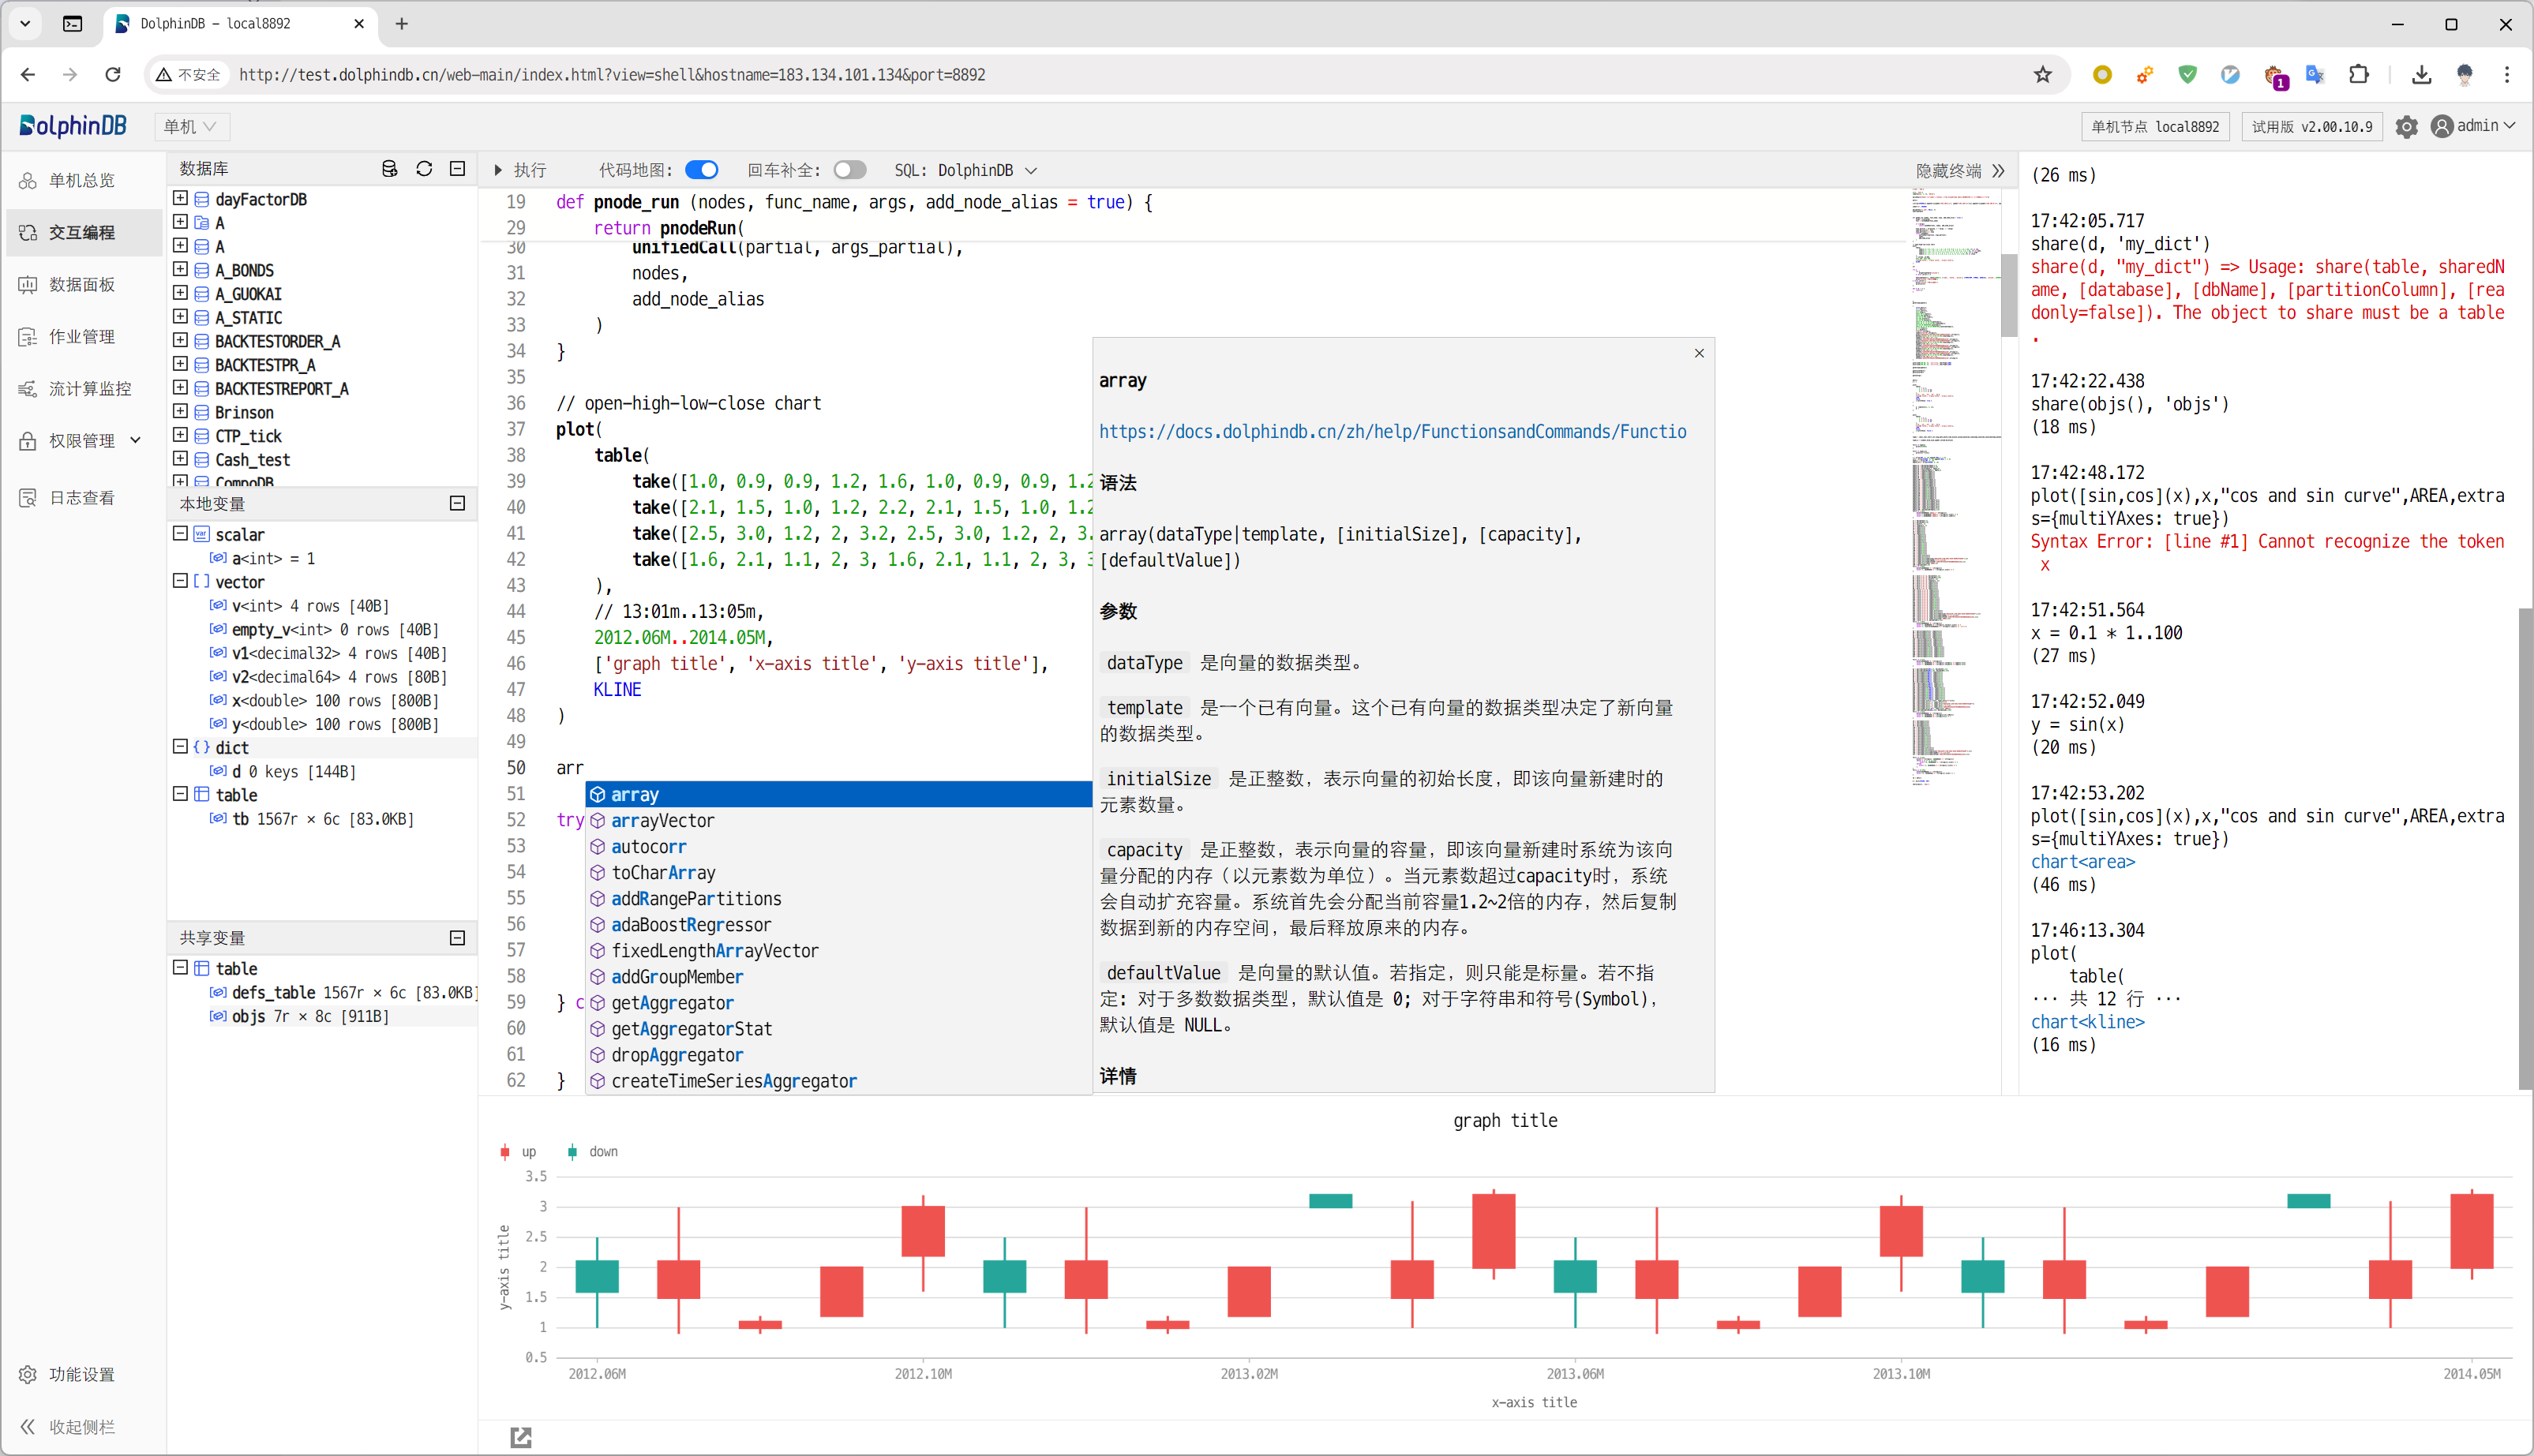 DolphinDB - local8892
不安全
http://test.dolphindb.cn/web-main/index.html?view=shell&hostname=183.134.101.134&port=8892
1
DolphinDB
单机
单机节点 local8892
试用版 v2.00.10.9
admin
单机总览
交互编程
数据面板
作业管理
流计算监控
权限管理
日志查看
功能设置
收起侧栏
数据库
dayFactorDB
A
A
A_BONDS
A_GUOKAI
A_STATIC
BACKTESTORDER_A
BACKTESTPR_A
BACKTESTREPORT_A
Brinson
CTP_tick
Cash_test
CompoDB
本地变量
scalar
a<int> = 1
vector
v<int> 4 rows [40B]
empty_v<int> 0 rows [40B]
v1<decimal32> 4 rows [40B]
v2<decimal64> 4 rows [80B]
x<double> 100 rows [800B]
y<double> 100 rows [800B]
dict
d 0 keys [144B]
table
tb 1567r × 6c [83.0KB]
共享变量
table
defs_table 1567r × 6c [83.0KB]
objs 7r × 8c [911B]
执行
代码地图:
回车补全:
SQL: DolphinDB
隐藏终端
19 def pnode_run (nodes, func_name, args, add_node_alias = true) {
29 return pnodeRun(
30 unifiedCall(partial, args_partial),
31 nodes,
32 add_node_alias
33 )
34 }
35
36 // open-high-low-close chart
37 plot(
38 table(
39 take([1.0, 0.9, 0.9, 1.2, 1.6, 1.0, 0.9, 0.9, 1.2
40 take([2.1, 1.5, 1.0, 1.2, 2.2, 2.1, 1.5, 1.0, 1.2
41 take([2.5, 3.0, 1.2, 2, 3.2, 2.5, 3.0, 1.2, 2, 3.
42 take([1.6, 2.1, 1.1, 2, 3, 1.6, 2.1, 1.1, 2, 3, 3
43 ),
44 // 13:01m..13:05m,
45 2012.06M..2014.05M,
46 ['graph title', 'x-axis title', 'y-axis title'],
47 KLINE
48 )
49
50 arr
51
52 try
53
54
55
56
57
58
59 } c
60
61
62 }
array
arrayVector
autocorr
toCharArray
addRangePartitions
adaBoostRegressor
fixedLengthArrayVector
addGroupMember
getAggregator
getAggregatorStat
dropAggregator
createTimeSeriesAggregator
array
https://docs.dolphindb.cn/zh/help/FunctionsandCommands/Functio
语法
array(dataType|template, [initialSize], [capacity],
[defaultValue])
参数
dataType 是向量的数据类型。
template 是一个已有向量。这个已有向量的数据类型决定了新向量
的数据类型。
initialSize 是正整数，表示向量的初始长度，即该向量新建时的
元素数量。
capacity 是正整数，表示向量的容量，即该向量新建时系统为该向
量分配的内存（以元素数为单位）。当元素数超过capacity时，系统
会自动扩充容量。系统首先会分配当前容量1.2~2倍的内存，然后复制
数据到新的内存空间，最后释放原来的内存。
defaultValue 是向量的默认值。若指定，则只能是标量。若不指
定: 对于多数数据类型，默认值是 0; 对于字符串和符号(Symbol)，
默认值是 NULL。
详情
(26 ms)
17:42:05.717
share(d, 'my_dict')
share(d, "my_dict") => Usage: share(table, sharedN
ame, [database], [dbName], [partitionColumn], [rea
donly=false]). The object to share must be a table
.
17:42:22.438
share(objs(), 'objs')
(18 ms)
17:42:48.172
plot([sin,cos](x),x,"cos and sin curve",AREA,extra
s={multiYAxes: true})
Syntax Error: [line #1] Cannot recognize the token
x
17:42:51.564
x = 0.1 * 1..100
(27 ms)
17:42:52.049
y = sin(x)
(20 ms)
17:42:53.202
plot([sin,cos](x),x,"cos and sin curve",AREA,extra
s={multiYAxes: true})
chart<area>
(46 ms)
17:46:13.304
plot(
table(
··· 共 12 行 ···
chart<kline>
(16 ms)
graph title
up
down
y-axis title
3.5
3
2.5
2
1.5
1
0.5
2012.06M
2012.10M
2013.02M
2013.06M
2013.10M
2014.05M
x-axis title